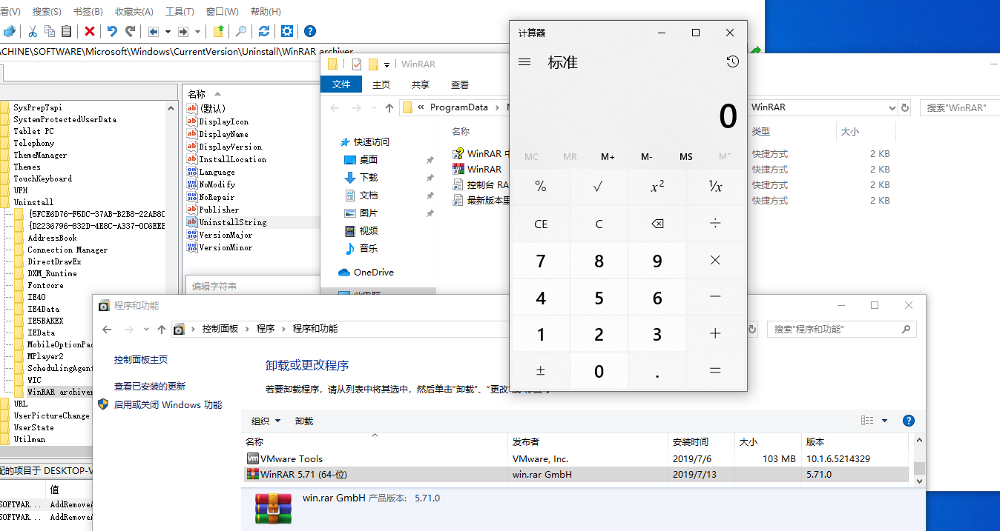 看(V) 搜索(S) 书签(B) 收藏夹(A) 工具(T) 窗口(W) 帮助(H)
ACHINE\SOFTWARE\Microsoft\Windows\CurrentVersion\Uninstall\WinRAR archiver
SysPrepTapi
SystemProtectedUserData
Tablet PC
Telephony
ThemeManager
Themes
TouchKeyboard
UFH
Uninstall
{5FCE6D76-F5DC-37AB-B2B8-22AB8C
{D2236796-832D-4E8C-A337-0C6EEE
AddressBook
Connection Manager
DirectDrawEx
DXM_Runtime
Fontcore
IE40
IE4Data
IE5BAKEX
IEData
MobileOptionPac
MPlayer2
SchedulingAgent
WIC
WinRAR archiver
URL
UserPictureChange
UserState
Utilman
配的项目于 DESKTOP-V
值
SOFTWAR... AddRemoveA
SOFTWAR... AddRemoveA
名称
(默认)
DisplayIcon
DisplayName
DisplayVersion
InstallLocation
Language
NoModify
NoRepair
Publisher
UninstallString
VersionMajor
VersionMinor
编辑字符串
WinRAR
文件 主页 共享 查看
« ProgramData › WinRAR 搜索"WinRAR"
快速访问
桌面
下载
文档
图片
视频
音乐
OneDrive
此电脑
名称 类型 大小
WinRAR 快捷方式 2 KB
WinRAR 快捷方式 2 KB
控制台 RA 快捷方式 2 KB
最新版本里 快捷方式 2 KB
计算器
标准
0
MC MR M+ M- MS M˅
% √ x² ¹/x
CE C ⌫ ÷
7 8 9 ×
4 5 6 −
1 2 3 +
± 0 . =
程序和功能
› 控制面板 › 程序 › 程序和功能 搜索"程序和功能"
控制面板主页
查看已安装的更新
启用或关闭 Windows 功能
卸载或更改程序
若要卸载程序，请从列表中将其选中，然后单击“卸载”、“更改”
组织 卸载
名称 发布者 安装时间 大小 版本
VMware Tools VMware, Inc. 2019/7/6 103 MB 10.1.6.5214329
WinRAR 5.71 (64-位) win.rar GmbH 2019/7/13 5.71.0
win.rar GmbH 产品版本: 5.71.0